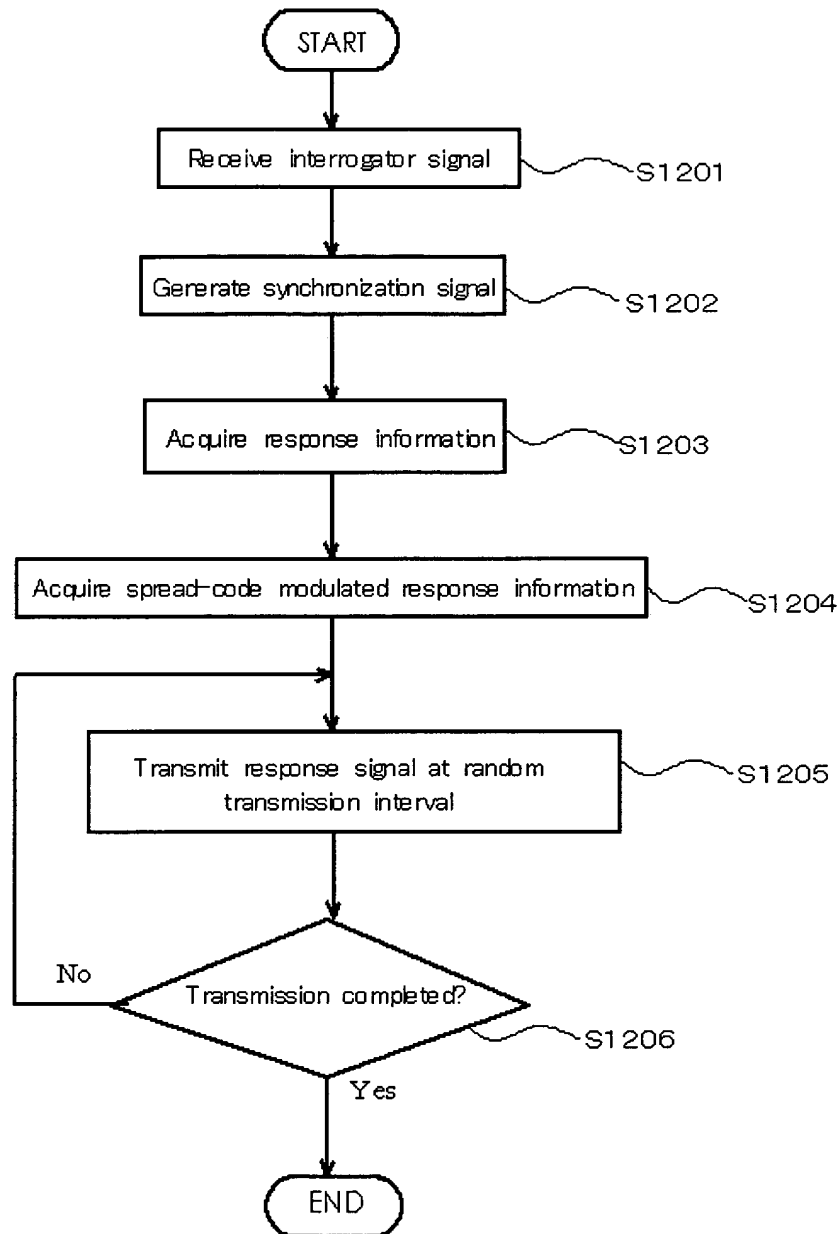 START
Receive interrogator signal
S1201
Generate synchronization signal
S1202
Acquire response information
S1203
Acquire spread-code modulated response information
S1204
Transmit response signal at random
transmission interval
S1205
No
Transmission completed?
S1206
Yes
END